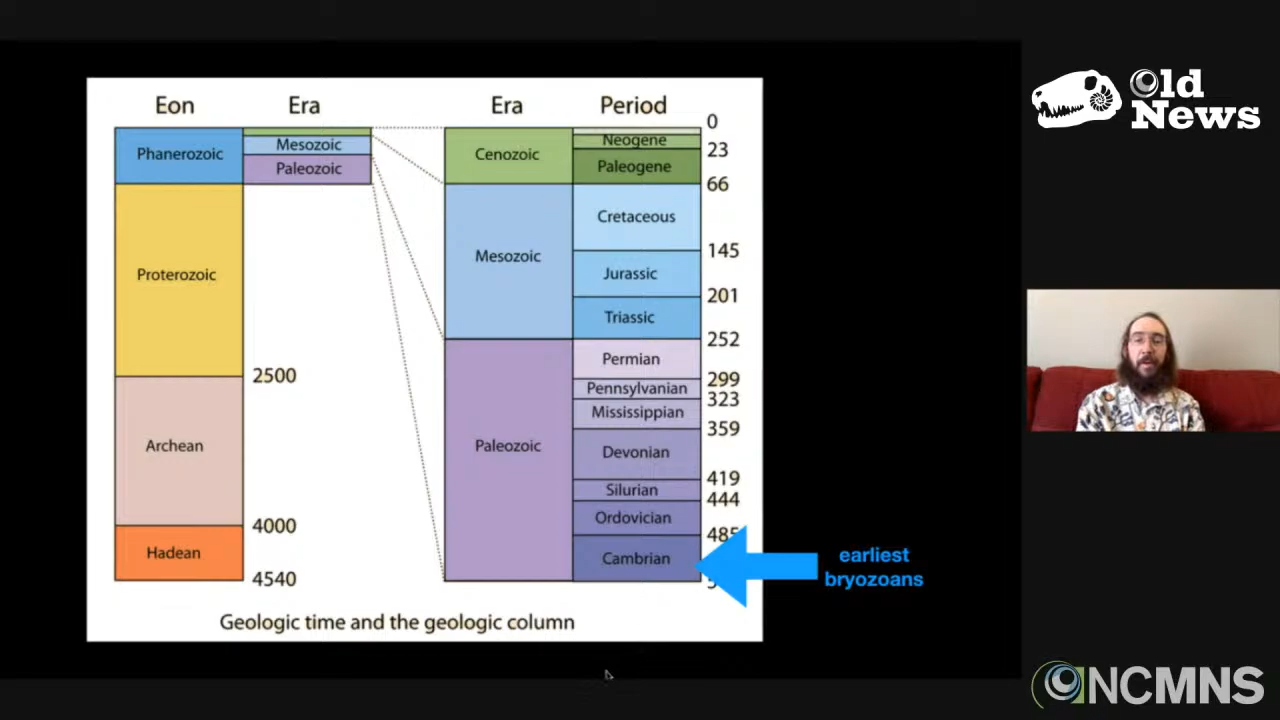 Eon Era Era Period
Phanerozoic
Mesozoic
Paleozoic
Proterozoic
2500
Archean
4000
Hadean
4540
Cenozoic
Mesozoic
Paleozoic
0
Neogene
23
Paleogene
66
Cretaceous
145
Jurassic
201
Triassic
252
Permian
299
Pennsylvanian
323
Mississippian
359
Devonian
419
Silurian
444
Ordovician
485
Cambrian
earliest
bryozoans
Geologic time and the geologic column
Old
News
NCMNS